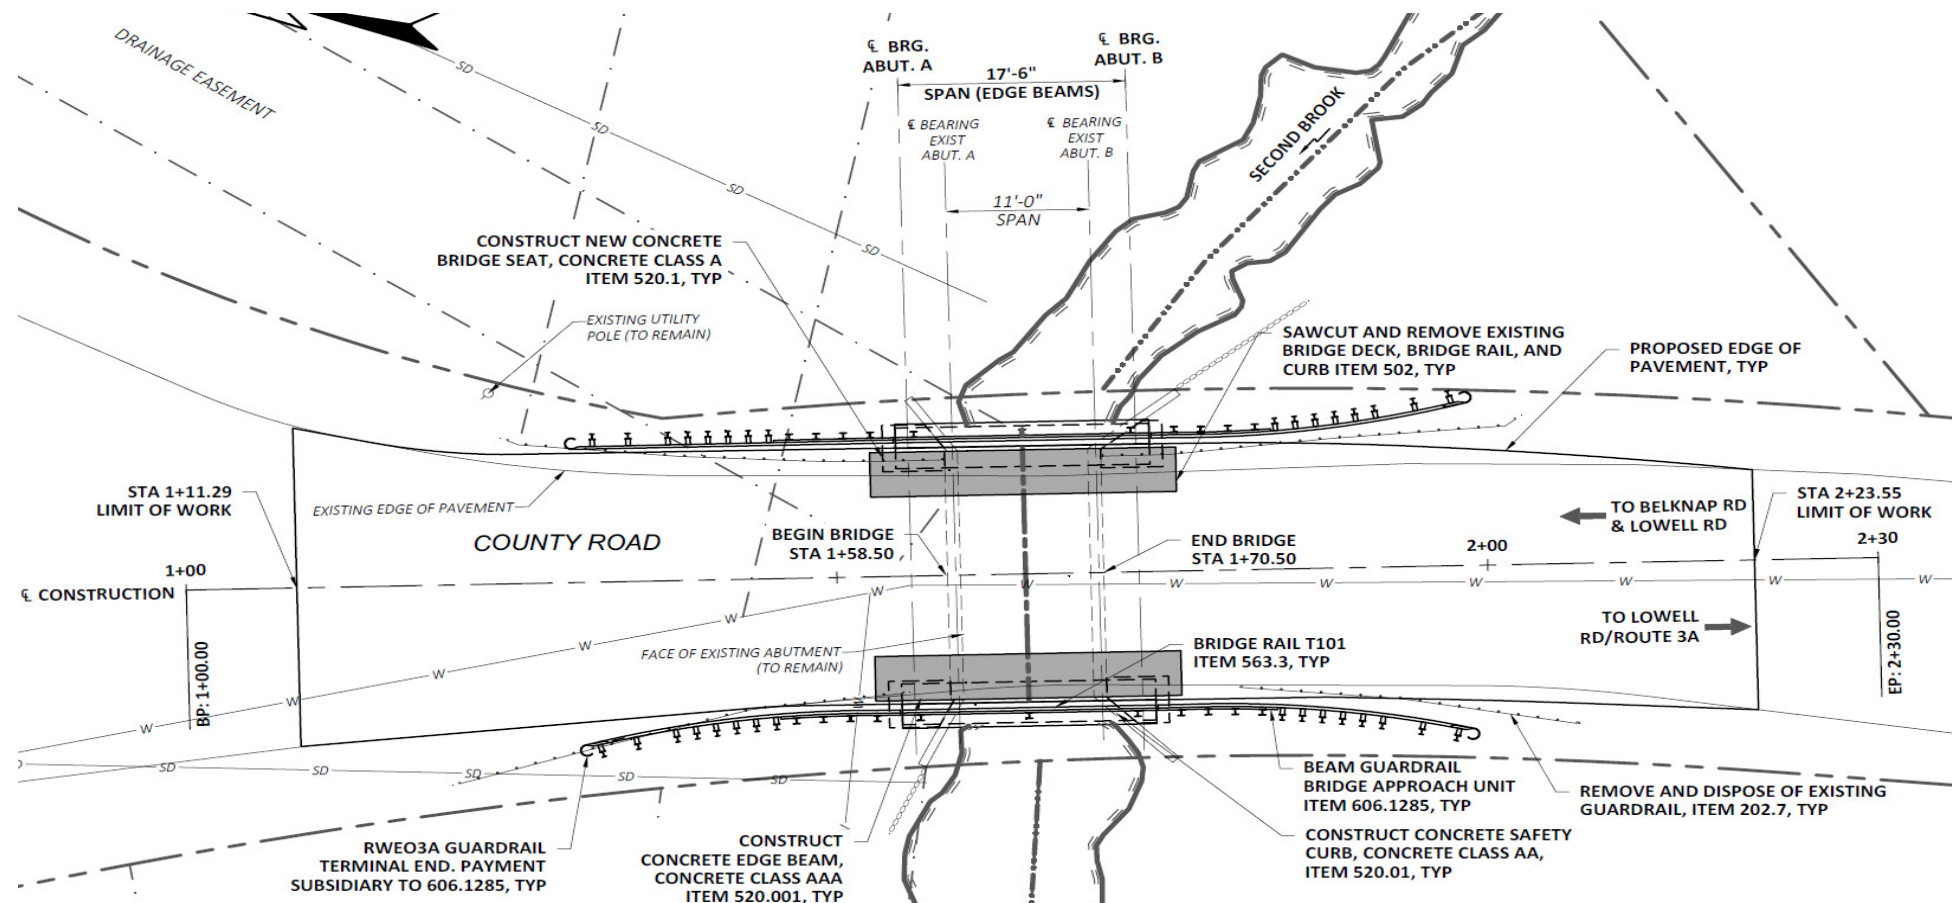 N
DRAINAGE EASEMENT
SD
SD
SD
SD
℄ BRG.
ABUT. A
℄ BRG.
ABUT. B
17'-6"
SPAN (EDGE BEAMS)
℄ BEARING
EXIST
ABUT. A
℄ BEARING
EXIST
ABUT. B
11'-0"
SPAN
SECOND BROOK
CONSTRUCT NEW CONCRETE
BRIDGE SEAT, CONCRETE CLASS A
ITEM 520.1, TYP
EXISTING UTILITY
POLE (TO REMAIN)
SAWCUT AND REMOVE EXISTING
BRIDGE DECK, BRIDGE RAIL, AND
CURB ITEM 502, TYP
PROPOSED EDGE OF
PAVEMENT, TYP
STA 1+11.29
LIMIT OF WORK
EXISTING EDGE OF PAVEMENT
COUNTY ROAD
BEGIN BRIDGE
STA 1+58.50
END BRIDGE
STA 1+70.50
TO BELKNAP RD
& LOWELL RD
STA 2+23.55
LIMIT OF WORK
1+00
2+00
2+30
℄ CONSTRUCTION
W
W
W
W
W
W
W
W
W
W
W
W
W
W
BP: 1+00.00
EP: 2+30.00
FACE OF EXISTING ABUTMENT
(TO REMAIN)
BRIDGE RAIL T101
ITEM 563.3, TYP
TO LOWELL
RD/ROUTE 3A
SD
SD
SD
SD
SD
RWEO3A GUARDRAIL
TERMINAL END. PAYMENT
SUBSIDIARY TO 606.1285, TYP
CONSTRUCT
CONCRETE EDGE BEAM,
CONCRETE CLASS AAA
ITEM 520.001, TYP
BEAM GUARDRAIL
BRIDGE APPROACH UNIT
ITEM 606.1285, TYP
CONSTRUCT CONCRETE SAFETY
CURB, CONCRETE CLASS AA,
ITEM 520.01, TYP
REMOVE AND DISPOSE OF EXISTING
GUARDRAIL, ITEM 202.7, TYP